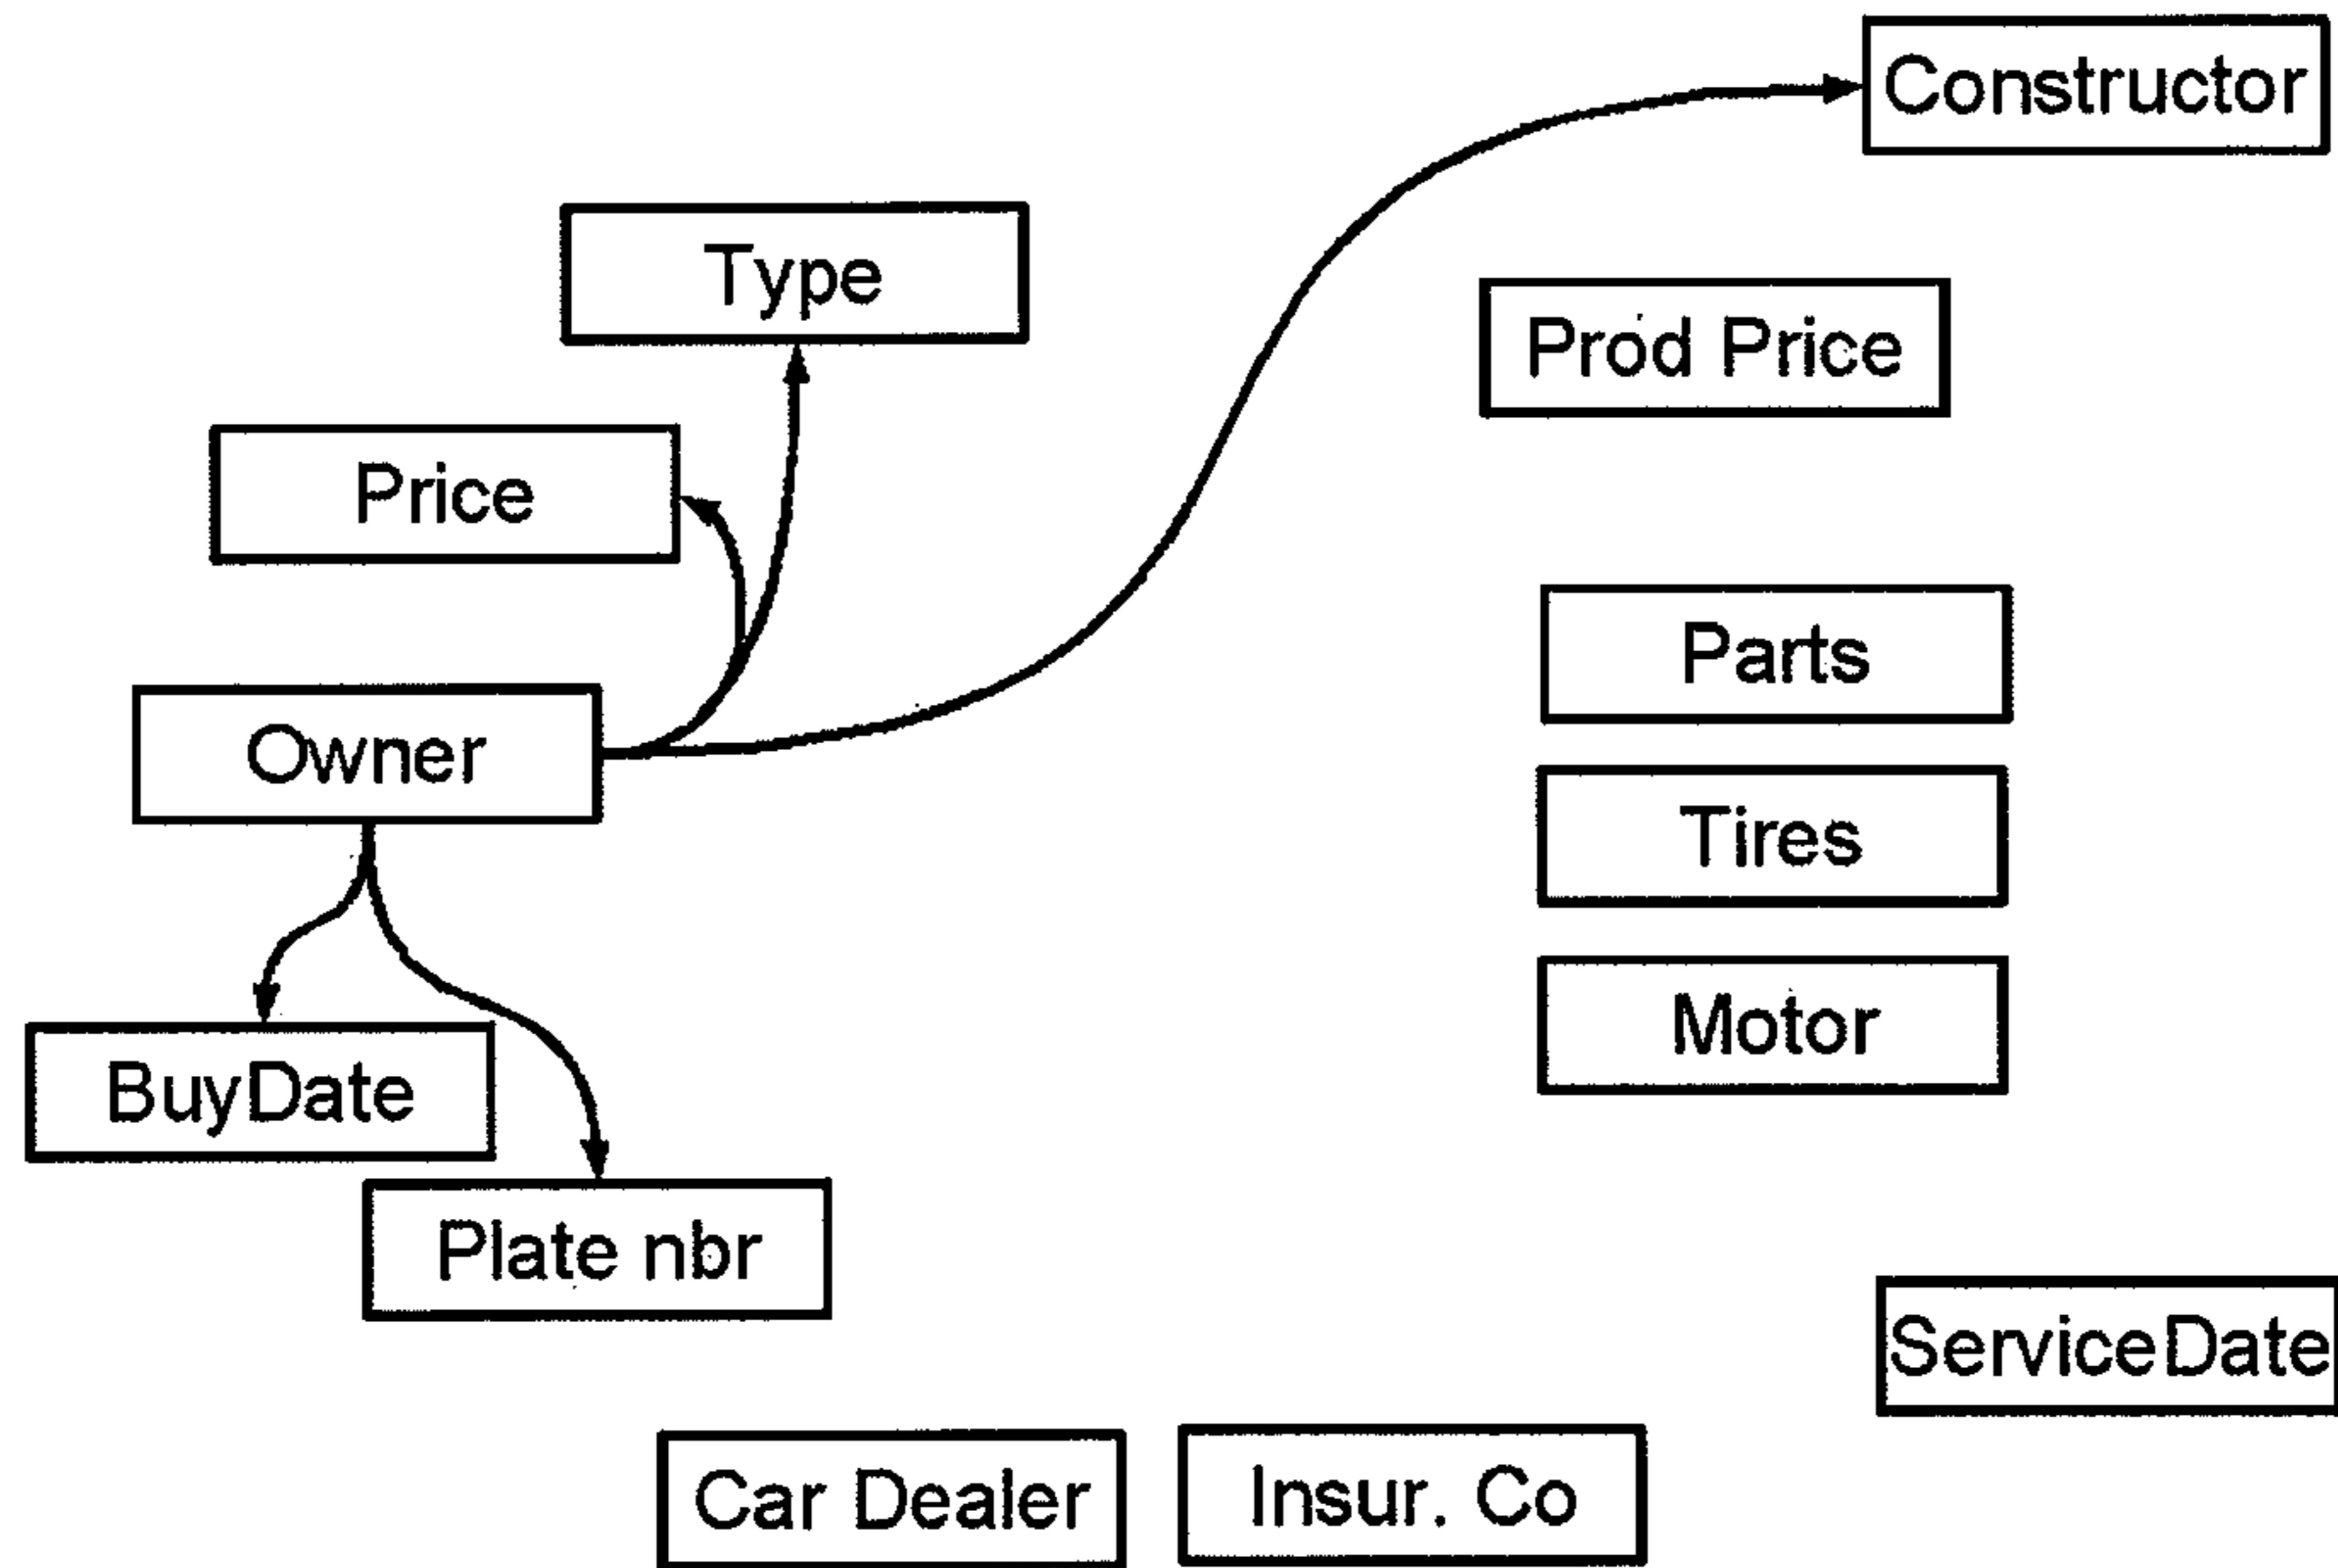 Constructor
Type
Prod Price
Price
Parts
Owner
Tires
Motor
BuyDate
Plate nbr
ServiceDate
Car Dealer
Insur. Co